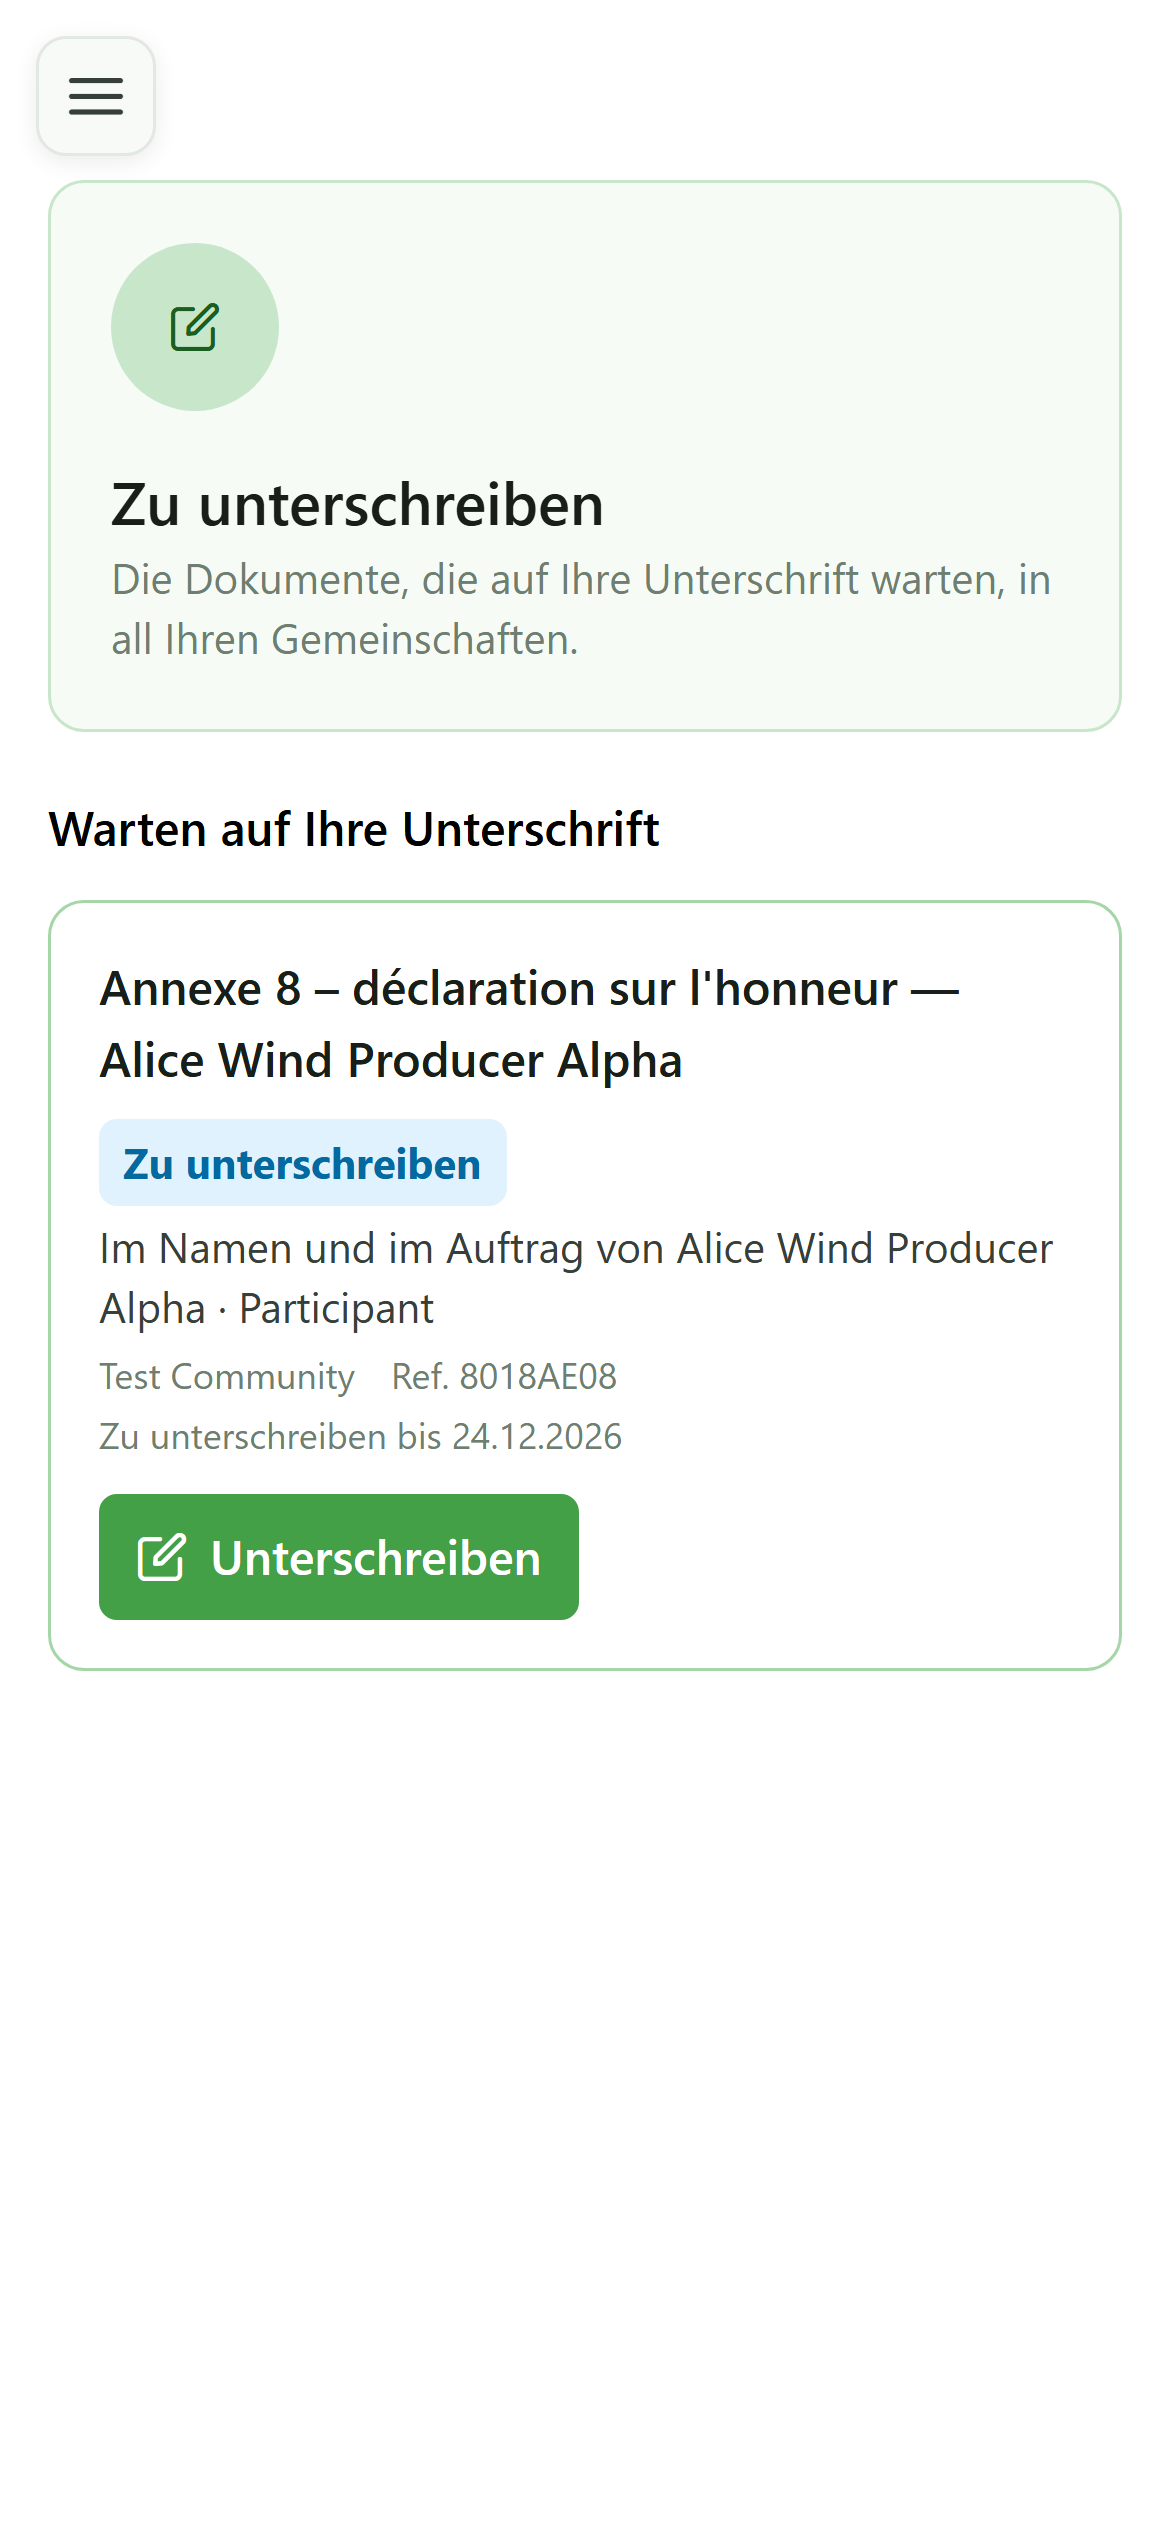 Zu unterschreiben
Die Dokumente, die auf Ihre Unterschrift warten, in
all Ihren Gemeinschaften.
Warten auf Ihre Unterschrift
Annexe 8 – déclaration sur l'honneur —
Alice Wind Producer Alpha
Zu unterschreiben
Im Namen und im Auftrag von Alice Wind Producer
Alpha · Participant
Test Community Ref. 8018AE08
Zu unterschreiben bis 24.12.2026
Unterschreiben